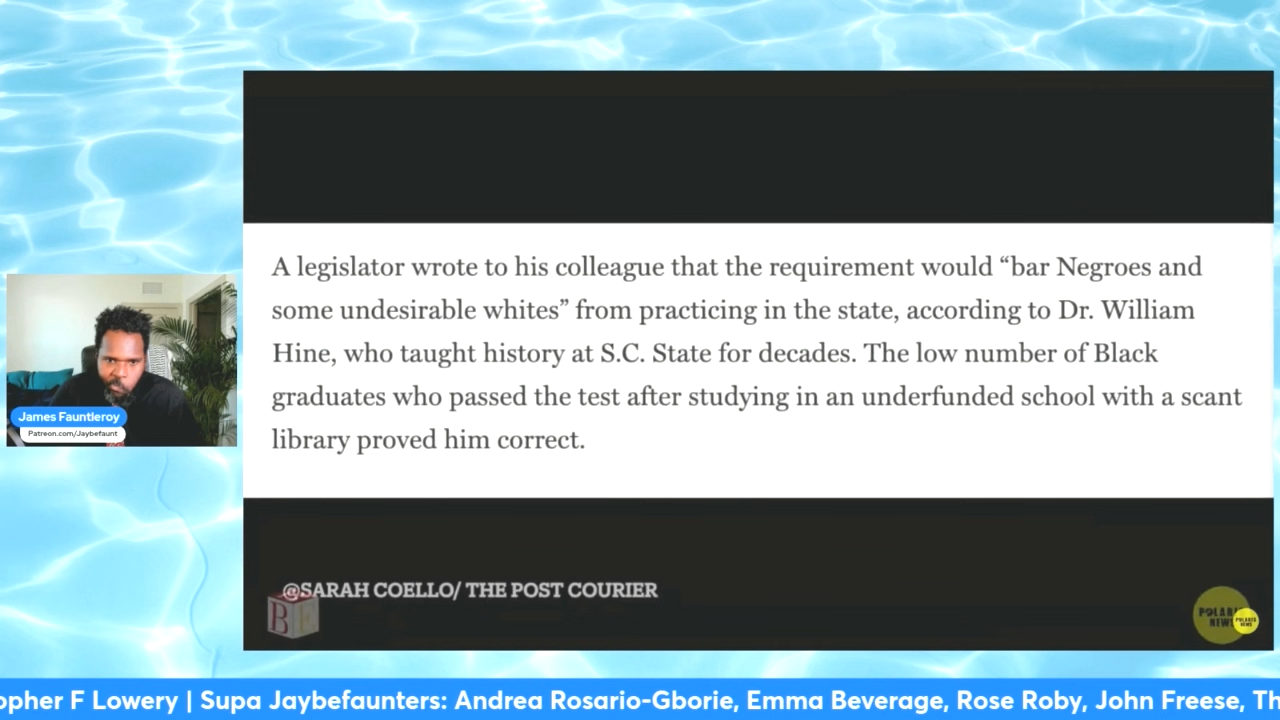 A legislator wrote to his colleague that the requirement would “bar Negroes and
some undesirable whites” from practicing in the state, according to Dr. William
Hine, who taught history at S.C. State for decades. The low number of Black
graduates who passed the test after studying in an underfunded school with a scant
library proved him correct.
James Fauntleroy
Patreon.com/Jaybefaunt
@SARAH COELLO/ THE POST COURIER
B
POLARIS
NEWS
POLARIS
NEWS
opher F Lowery | Supa Jaybefaunters: Andrea Rosario-Gborie, Emma Beverage, Rose Roby, John Freese, Th